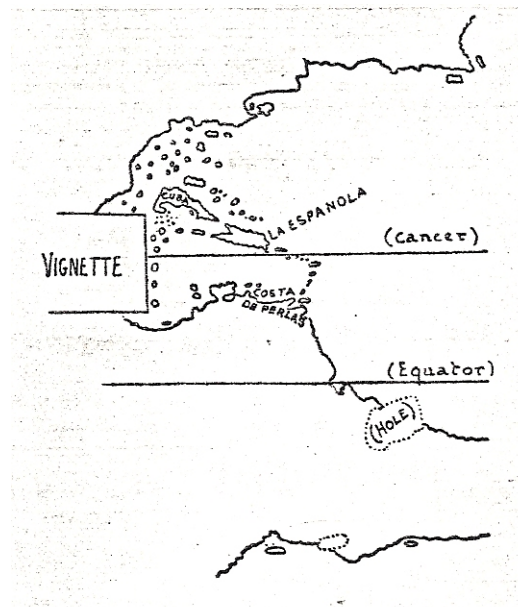 CUBA
LA ESPANOLA
(Cancer)
VIGNETTE
COSTA
DE PERLAS
(Equator)
(HOLE)